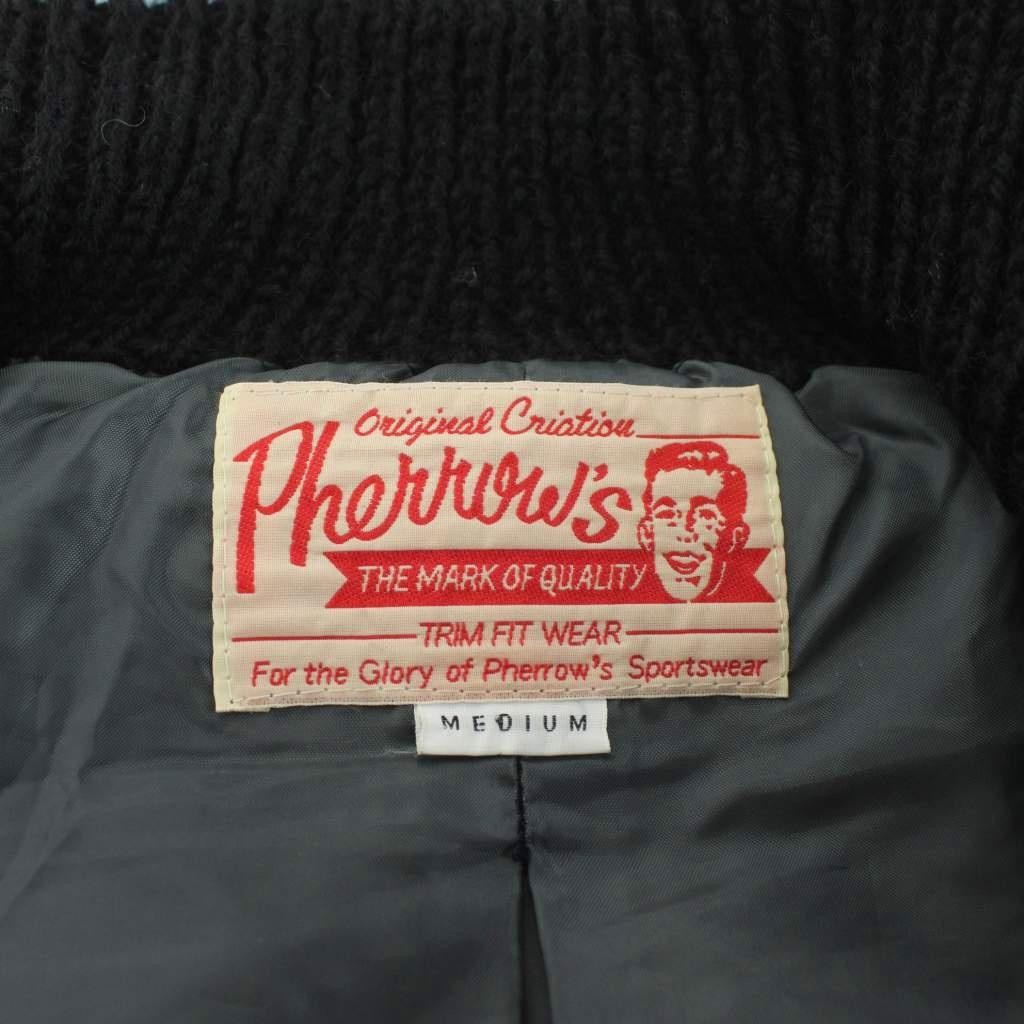 Original Criation
Pherrow's
THE MARK OF QUALITY
TRIM FIT WEAR
For the Glory of Pherrow's Sportswear
MEDIUM